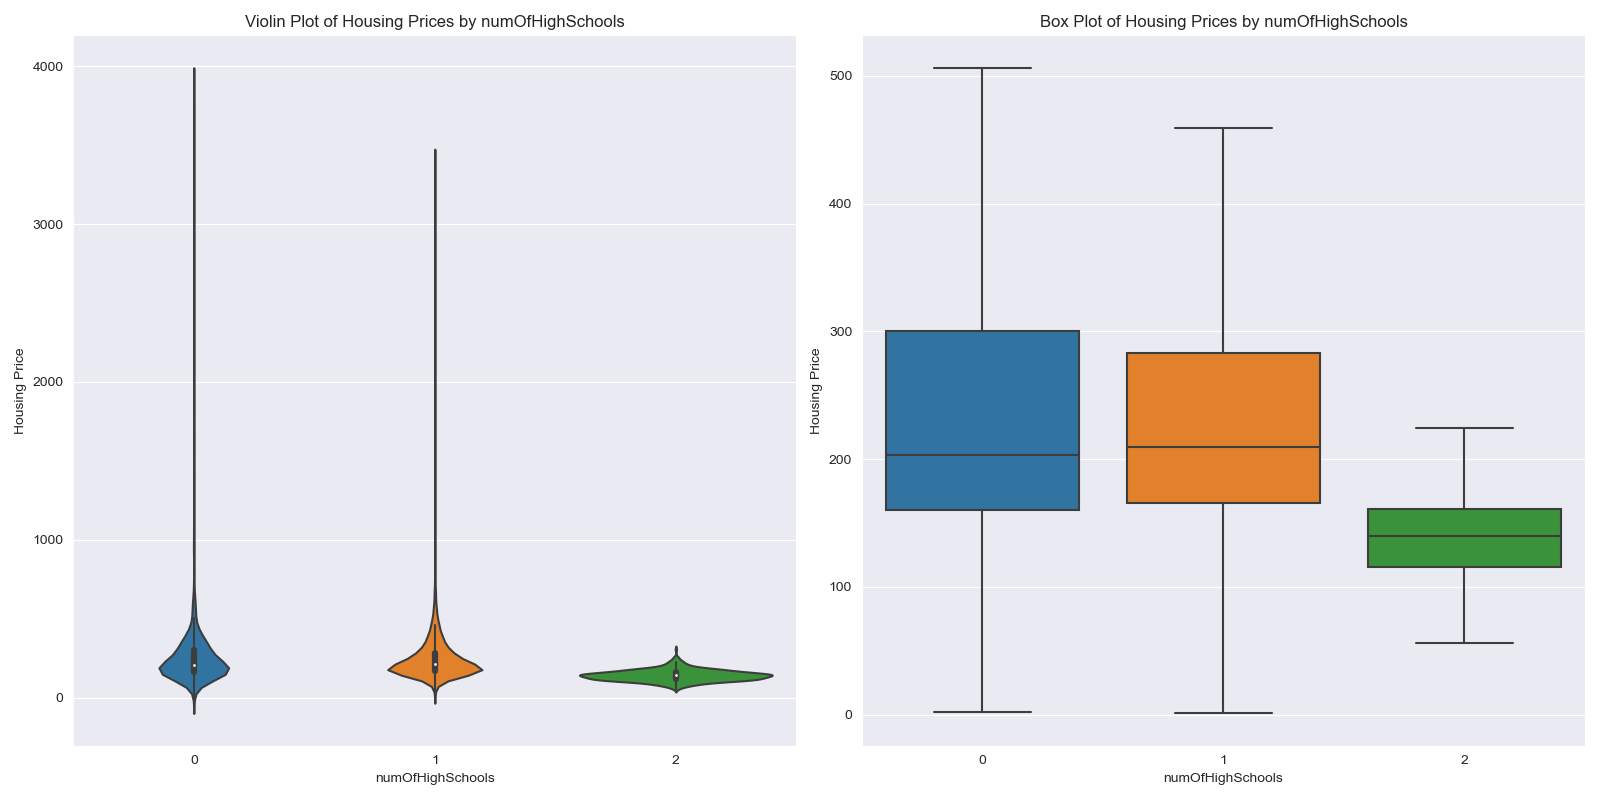 Violin Plot of Housing Prices by numOfHighSchools
4000
3000
2000
1000
0
Housing Price
0 1 2
numOfHighSchools
Box Plot of Housing Prices by numOfHighSchools
500
400
300
200
100
0
Housing Price
0 1 2
numOfHighSchools